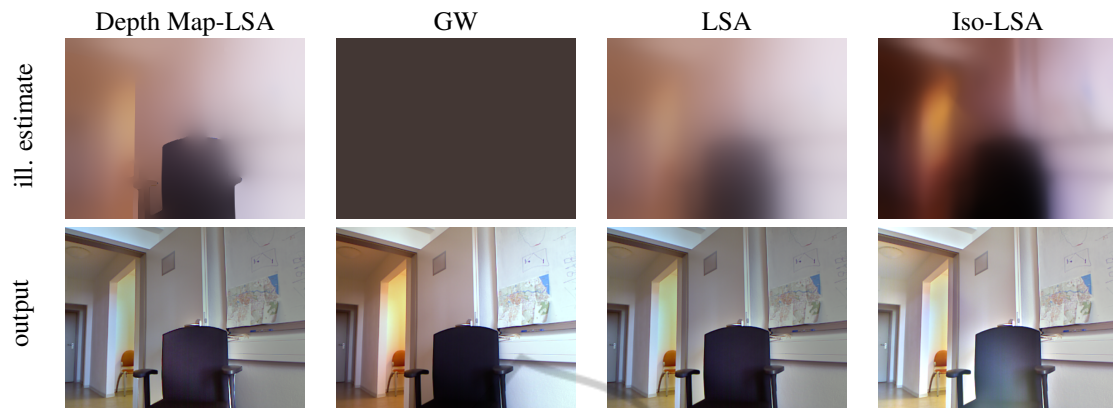 Depth Map-LSA
GW
LSA
Iso-LSA
ill. estimate
output